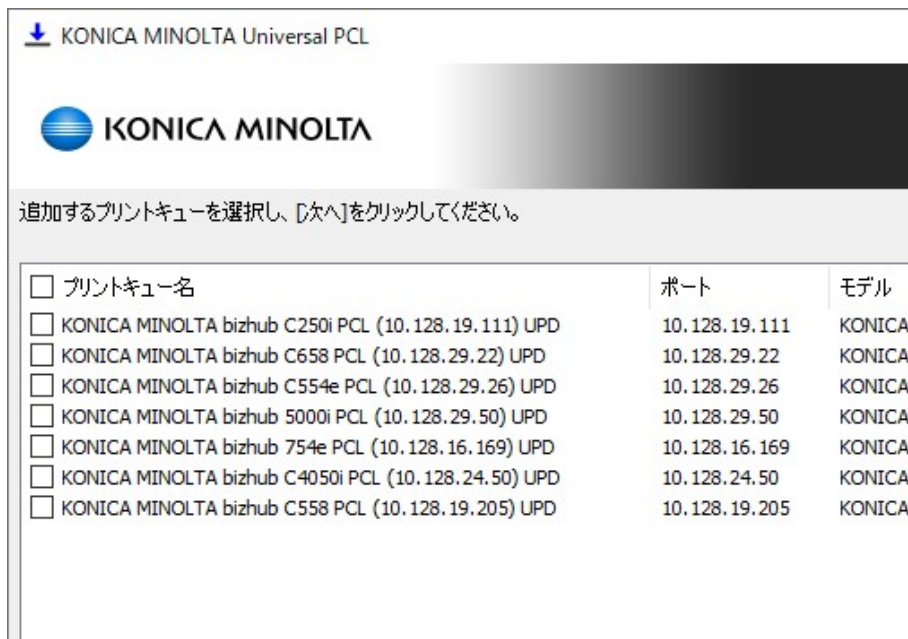 KONICA MINOLTA Universal PCL
KONICA MINOLTA
追加するプリントキューを選択し、[次へ]をクリックしてください。
プリントキュー名 ポート モデル
KONICA MINOLTA bizhub C250i PCL (10.128.19.111) UPD 10.128.19.111 KONICA
KONICA MINOLTA bizhub C658 PCL (10.128.29.22) UPD 10.128.29.22 KONICA
KONICA MINOLTA bizhub C554e PCL (10.128.29.26) UPD 10.128.29.26 KONICA
KONICA MINOLTA bizhub 5000i PCL (10.128.29.50) UPD 10.128.29.50 KONICA
KONICA MINOLTA bizhub 754e PCL (10.128.16.169) UPD 10.128.16.169 KONICA
KONICA MINOLTA bizhub C4050i PCL (10.128.24.50) UPD 10.128.24.50 KONICA
KONICA MINOLTA bizhub C558 PCL (10.128.19.205) UPD 10.128.19.205 KONICA